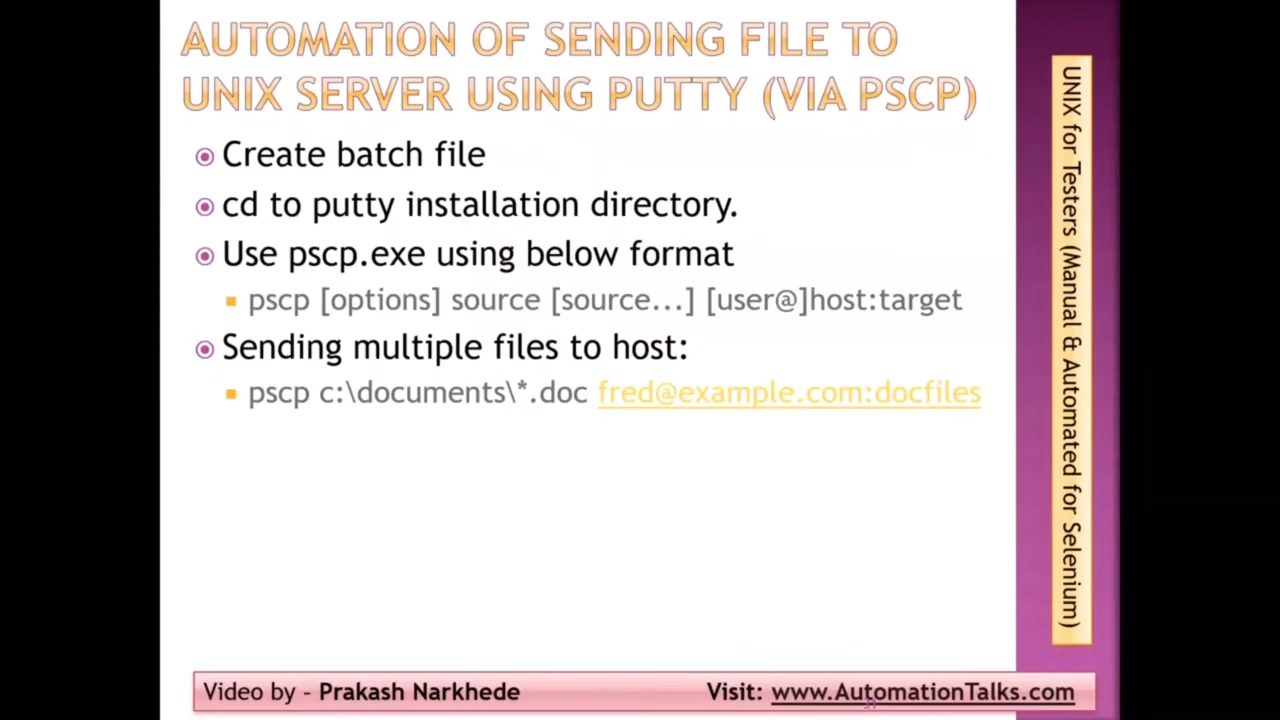 AUTOMATION OF SENDING FILE TO
UNIX SERVER USING PUTTY (VIA PSCP)
Create batch file
cd to putty installation directory.
Use pscp.exe using below format
pscp [options] source [source...] [user@]host:target
Sending multiple files to host:
pscp c:\documents\*.doc fred@example.com:docfiles
UNIX for Testers (Manual & Automated for Selenium)
Video by - Prakash Narkhede
Visit: www.AutomationTalks.com